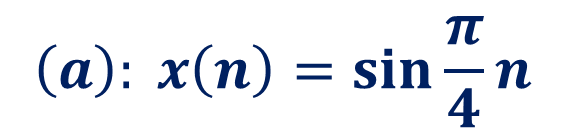 (a): x(n) = sin π/4 n